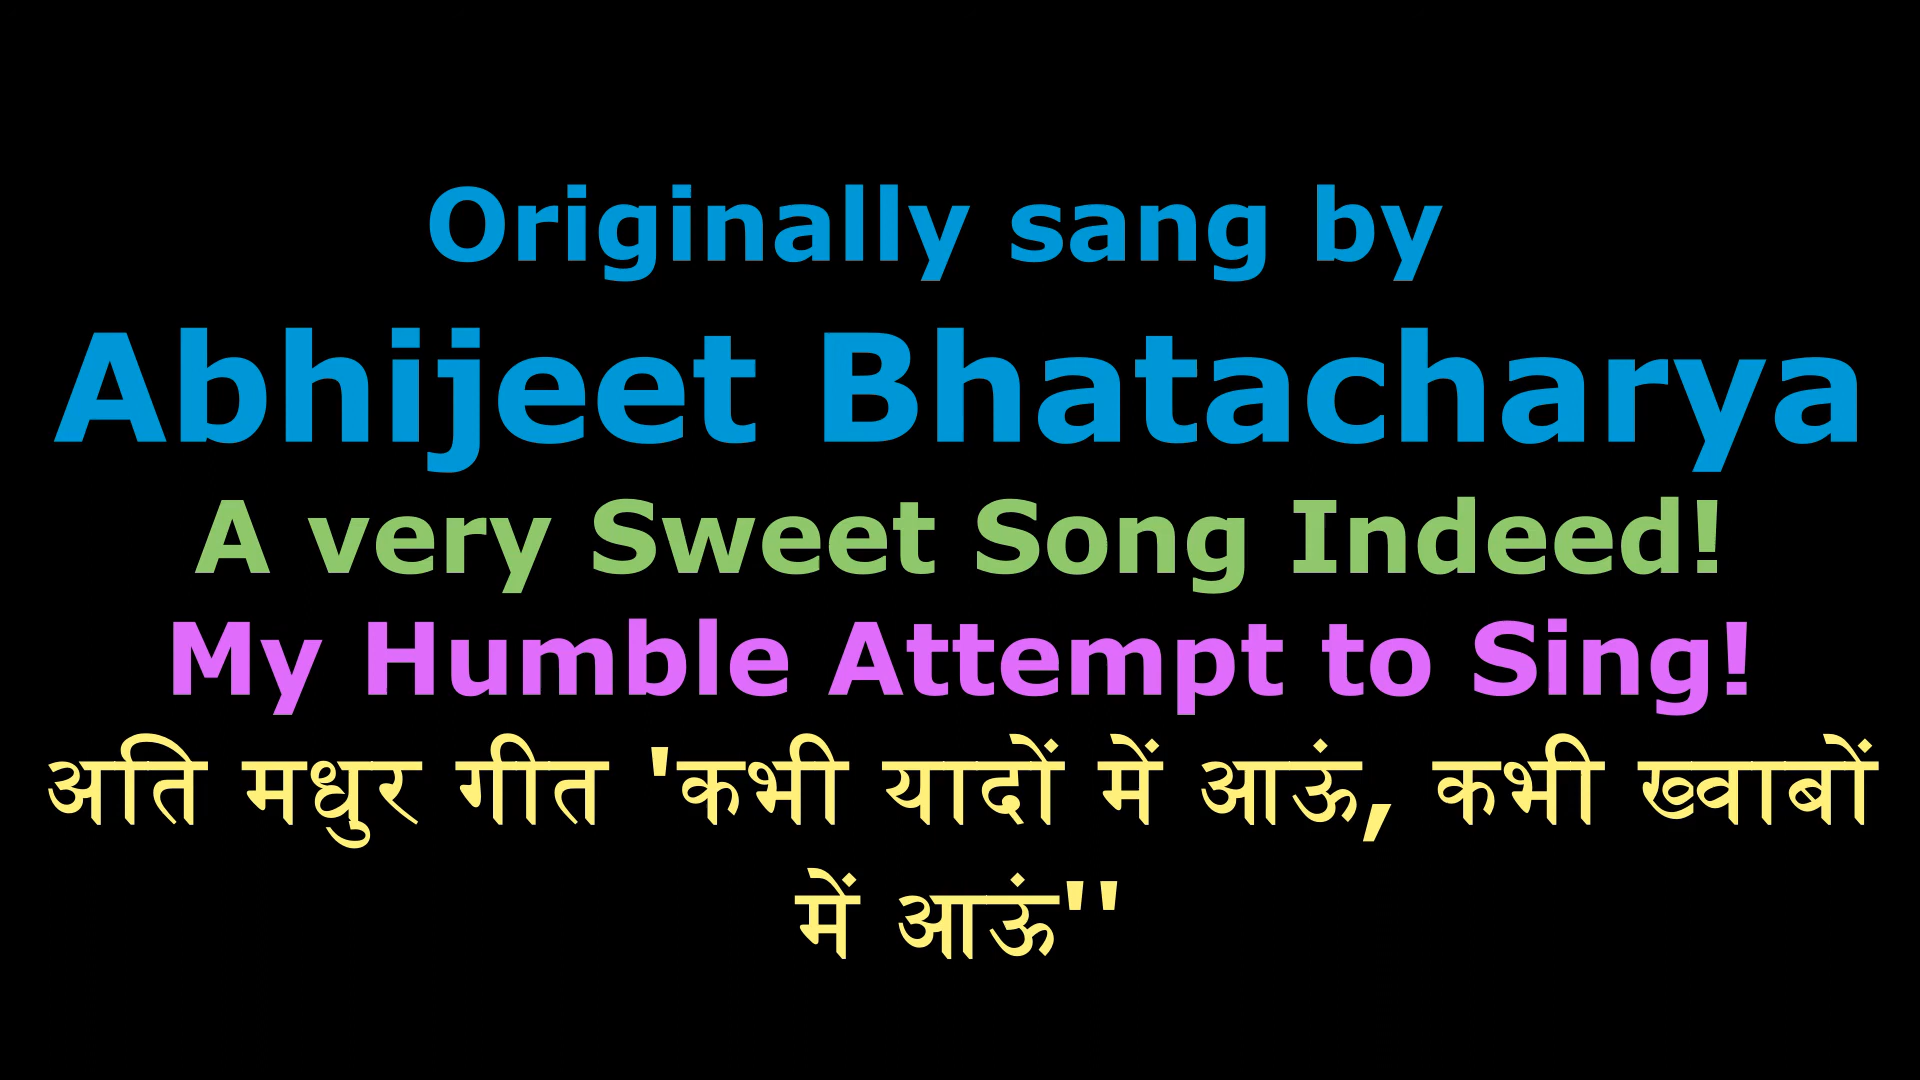 Originally sang by
Abhijeet Bhatacharya
A very Sweet Song Indeed!
My Humble Attempt to Sing!
अति मधुर गीत 'कभी यादों में आऊं, कभी ख्वाबों
में आऊं''